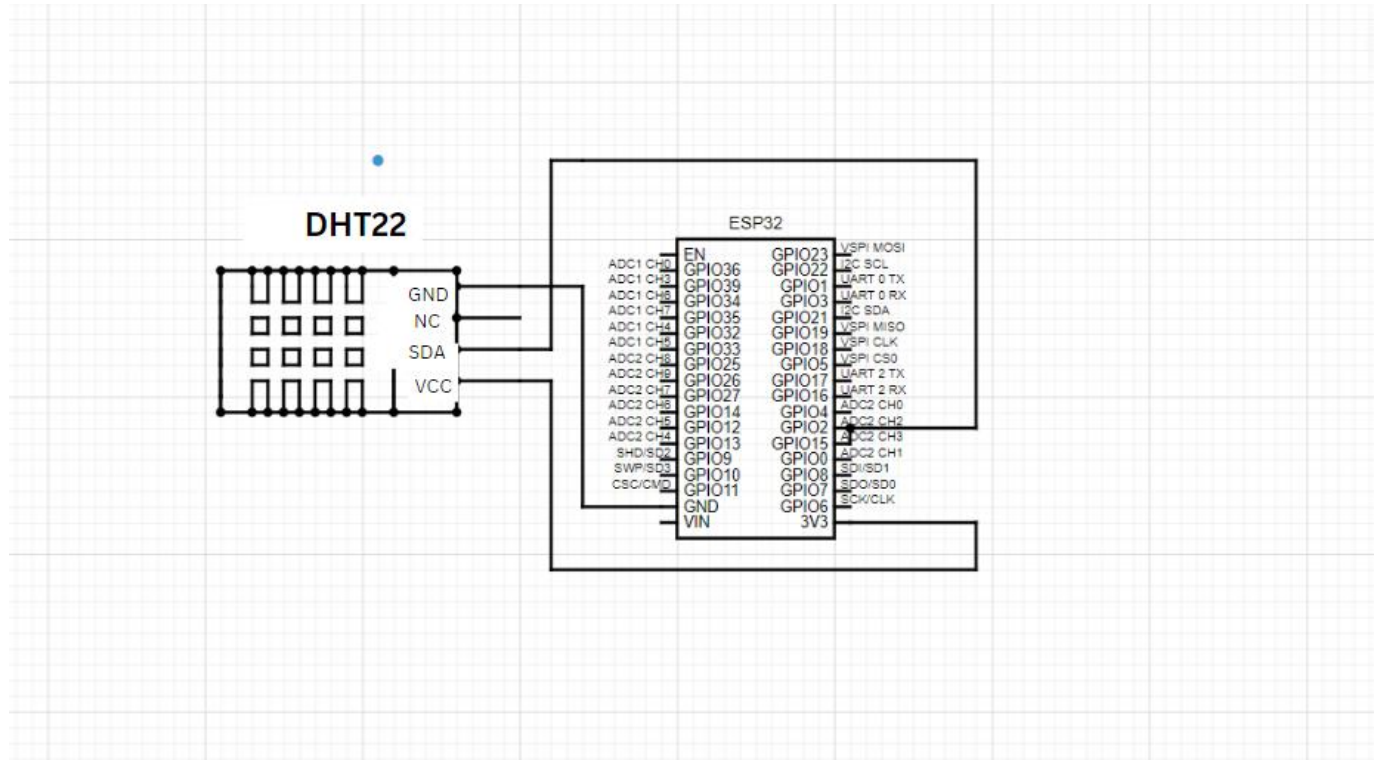 DHT22
GND
NC
SDA
VCC
ESP32
EN
ADC1 CH0 GPIO36
ADC1 CH3 GPIO39
ADC1 CH6 GPIO34
ADC1 CH7 GPIO35
ADC1 CH4 GPIO32
ADC1 CH5 GPIO33
ADC2 CH8 GPIO25
ADC2 CH9 GPIO26
ADC2 CH7 GPIO27
ADC2 CH6 GPIO14
ADC2 CH5 GPIO12
ADC2 CH4 GPIO13
SHD/SD2 GPIO9
SWP/SD3 GPIO10
CSC/CMD GPIO11
GND
VIN
GPIO23 VSPI MOSI
GPIO22 I2C SCL
GPIO1 UART 0 TX
GPIO3 UART 0 RX
GPIO21 I2C SDA
GPIO19 VSPI MISO
GPIO18 VSPI CLK
GPIO5 VSPI CS0
GPIO17 UART 2 TX
GPIO16 UART 2 RX
GPIO4 ADC2 CH0
GPIO2 ADC2 CH2
GPIO15 ADC2 CH3
GPIO0 ADC2 CH1
GPIO8 SDI/SD1
GPIO7 SDO/SD0
GPIO6 SCK/CLK
3V3